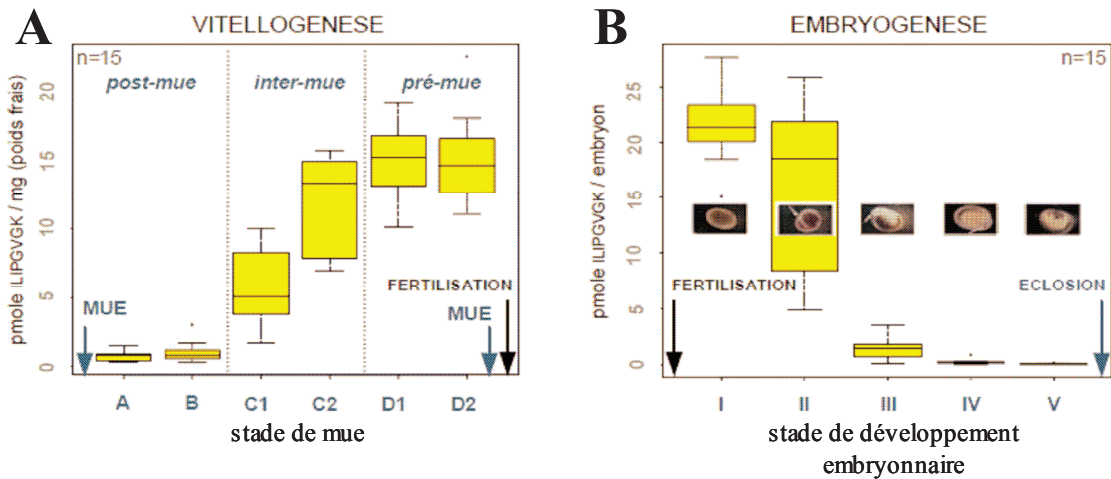 A
VITELLOGENESE
n=15
post-mue
inter-mue
pré-mue
pmole ILIPGVGK / mg (poids frais)
20
15
10
5
0
MUE
FERTILISATION
MUE
A B C1 C2 D1 D2
stade de mue
B
EMBRYOGENESE
n=15
pmole ILIPGVGK / embryon
25
20
15
10
5
0
FERTILISATION
ECLOSION
I II III IV V
stade de développement
embryonnaire